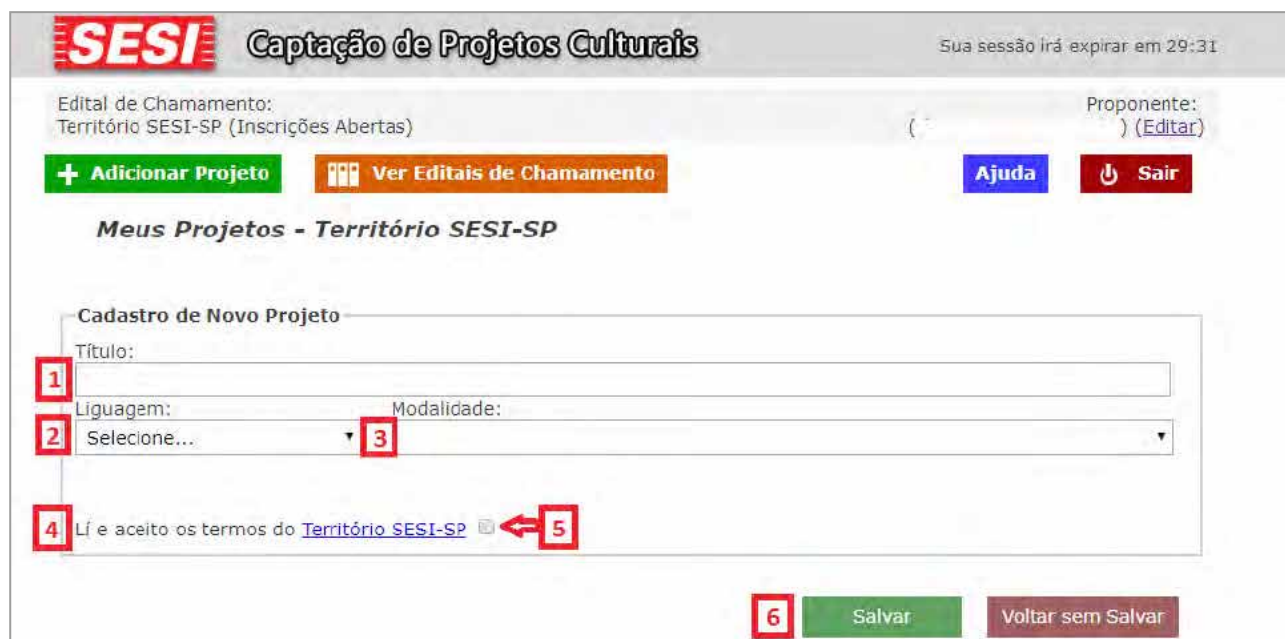 SESI Captação de Projetos Culturais Sua sessão irá expirar em 29:31
Edital de Chamamento: Proponente:
Território SESI-SP (Inscrições Abertas) ( ) (Editar)
+ Adicionar Projeto Ver Editais de Chamamento Ajuda Sair
Meus Projetos - Território SESI-SP
Cadastro de Novo Projeto
Título:
1
Liguagem: Modalidade:
2 Selecione... 3
4 Lí e aceito os termos do Território SESI-SP 5
6 Salvar Voltar sem Salvar